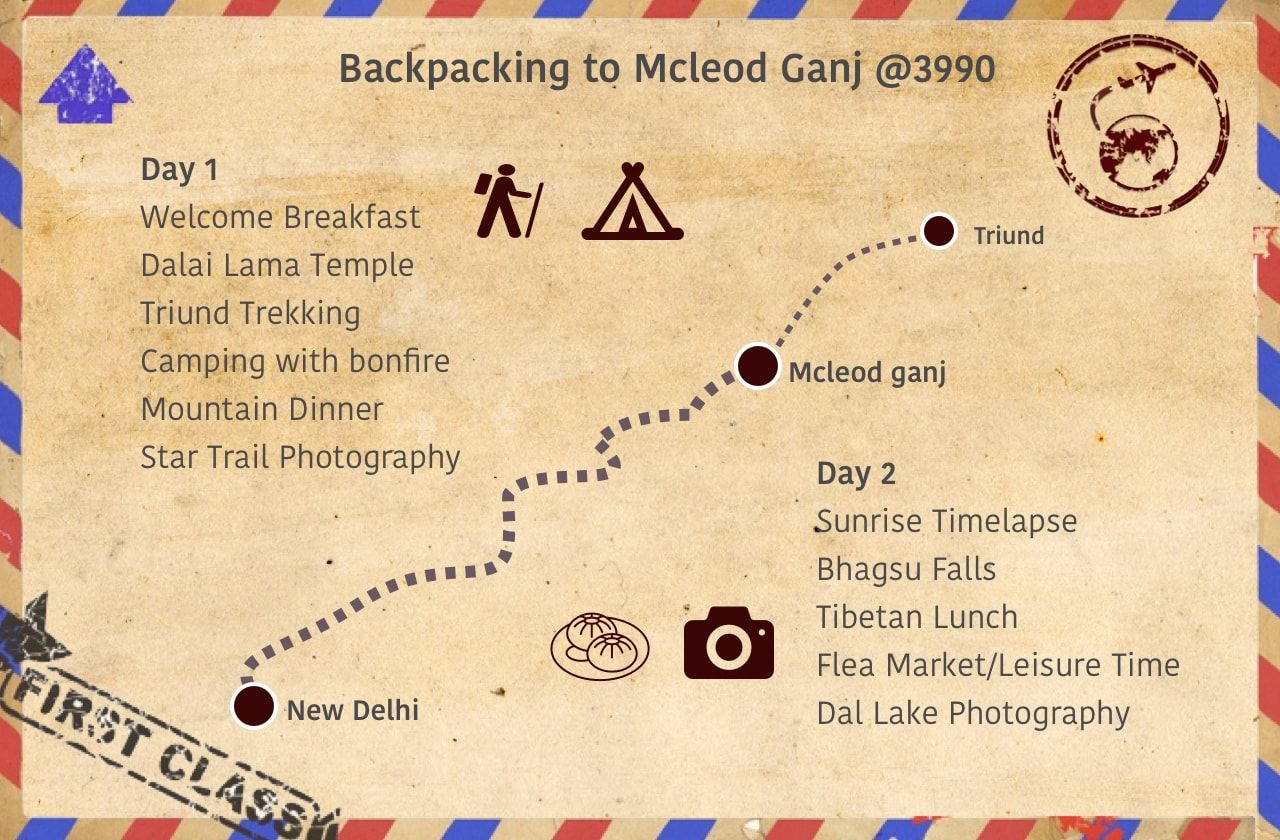 Backpacking to Mcleod Ganj @3990
Day 1
Welcome Breakfast
Dalai Lama Temple
Triund Trekking
Camping with bonfire
Mountain Dinner
Star Trail Photography
Triund
Mcleod ganj
Day 2
Sunrise Timelapse
Bhagsu Falls
Tibetan Lunch
Flea Market/Leisure Time
Dal Lake Photography
New Delhi
FIRST CLASS